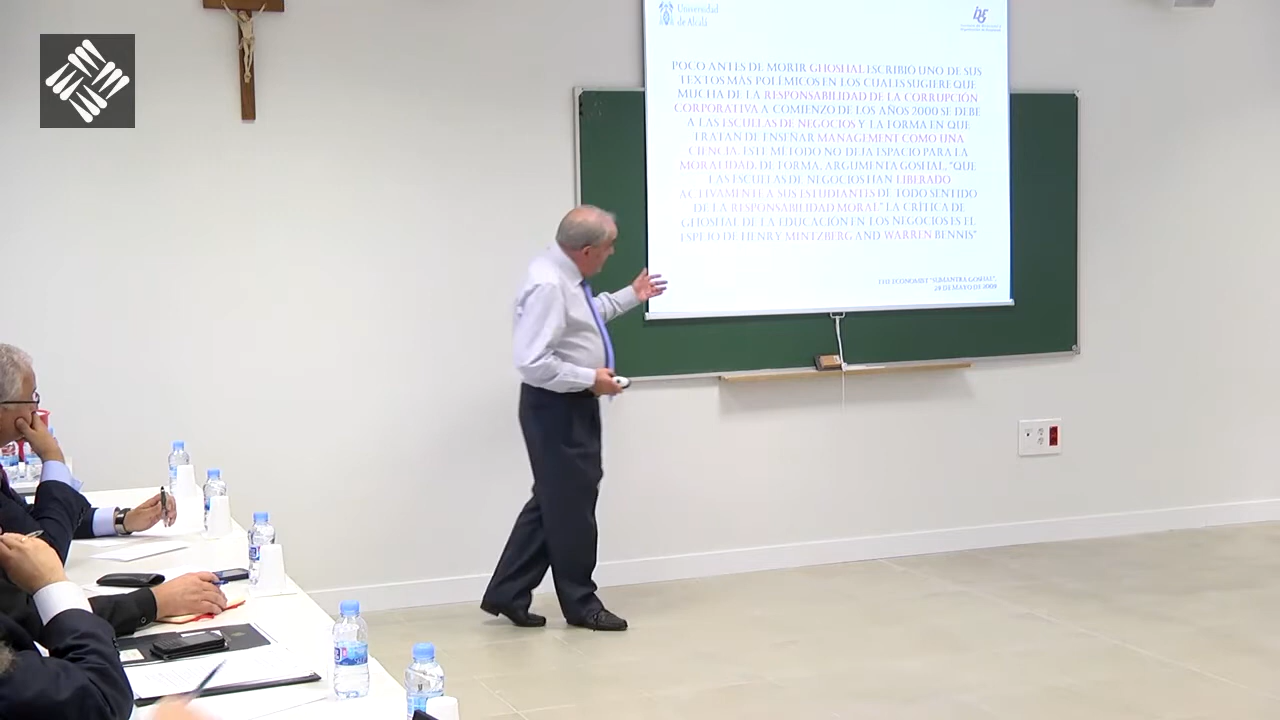 Universidad
de Alcalá
POCO ANTES DE MORIR GHOSHAL ESCRIBIÓ UNO DE SUS
TEXTOS MÁS POLÉMICOS EN LOS CUALES SUGIERE QUE
MUCHA DE LA RESPONSABILIDAD DE LA CORRUPCIÓN
CORPORATIVA A COMIENZO DE LOS AÑOS 2000 SE DEBE
A LAS ESCUELAS DE NEGOCIOS Y LA FORMA EN QUE
TRATAN DE ENSEÑAR MANAGEMENT COMO UNA
CIENCIA. ESTE MÉTODO NO DEJA ESPACIO PARA LA
MORALIDAD. DE FORMA, ARGUMENTA GOSHAL, "QUE
LAS ESCUELAS DE NEGOCIOS HAN LIBERADO
ACTIVAMENTE A SUS ESTUDIANTES DE TODO SENTIDO
DE LA RESPONSABILIDAD MORAL" LA CRÍTICA DE
GHOSHAL DE LA EDUCACIÓN EN LOS NEGOCIOS ES EL
ESPEJO DE HENRY MINTZBERG AND WARREN BENNIS"
THE ECONOMIST "SUMANTRA GOSHAL",